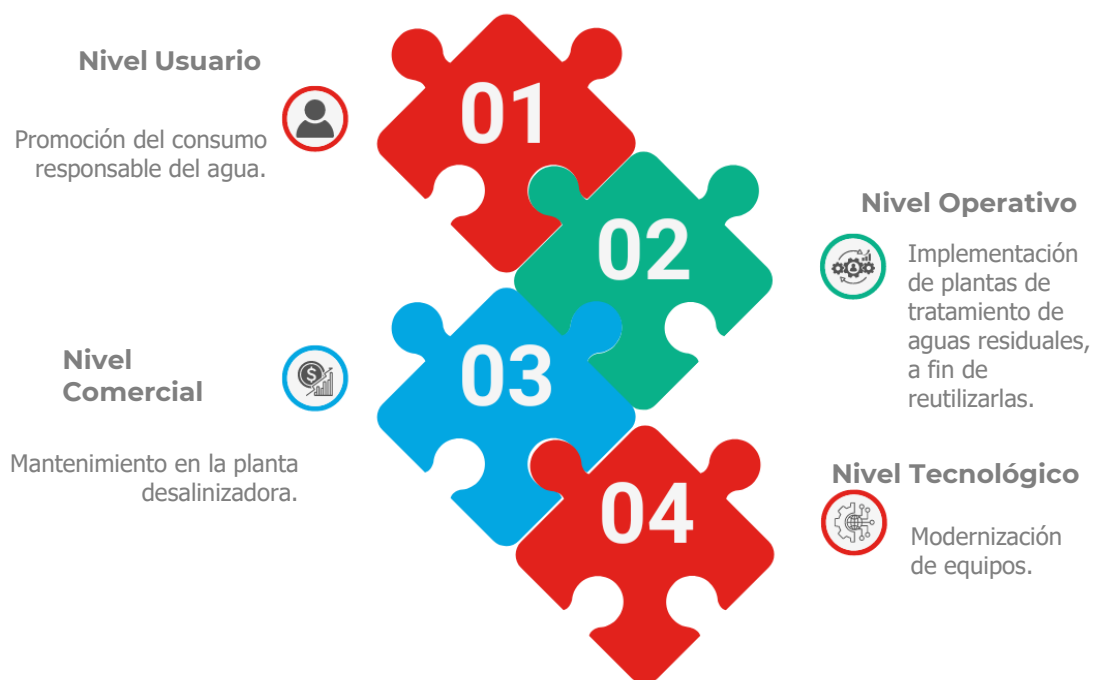 Nivel Usuario
01
Promoción del consumo
responsable del agua.
Nivel Operativo
02
Implementación
de plantas de
tratamiento de
aguas residuales,
a fin de
reutilizarlas.
Nivel
Comercial
03
Mantenimiento en la planta
desalinizadora.
Nivel Tecnológico
04
Modernización
de equipos.